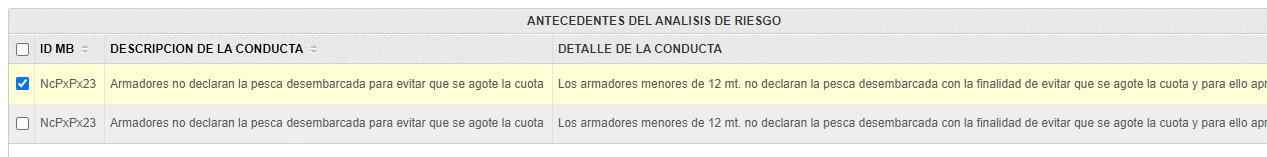 ANTECEDENTES DEL ANALISIS DE RIESGO
ID MB DESCRIPCION DE LA CONDUCTA DETALLE DE LA CONDUCTA
NcPxPx23 Armadores no declaran la pesca desembarcada para evitar que se agote la cuota Los armadores menores de 12 mt. no declaran la pesca desembarcada con la finalidad de evitar que se agote la cuota y para ello apr
NcPxPx23 Armadores no declaran la pesca desembarcada para evitar que se agote la cuota Los armadores menores de 12 mt. no declaran la pesca desembarcada con la finalidad de evitar que se agote la cuota y para ello apr